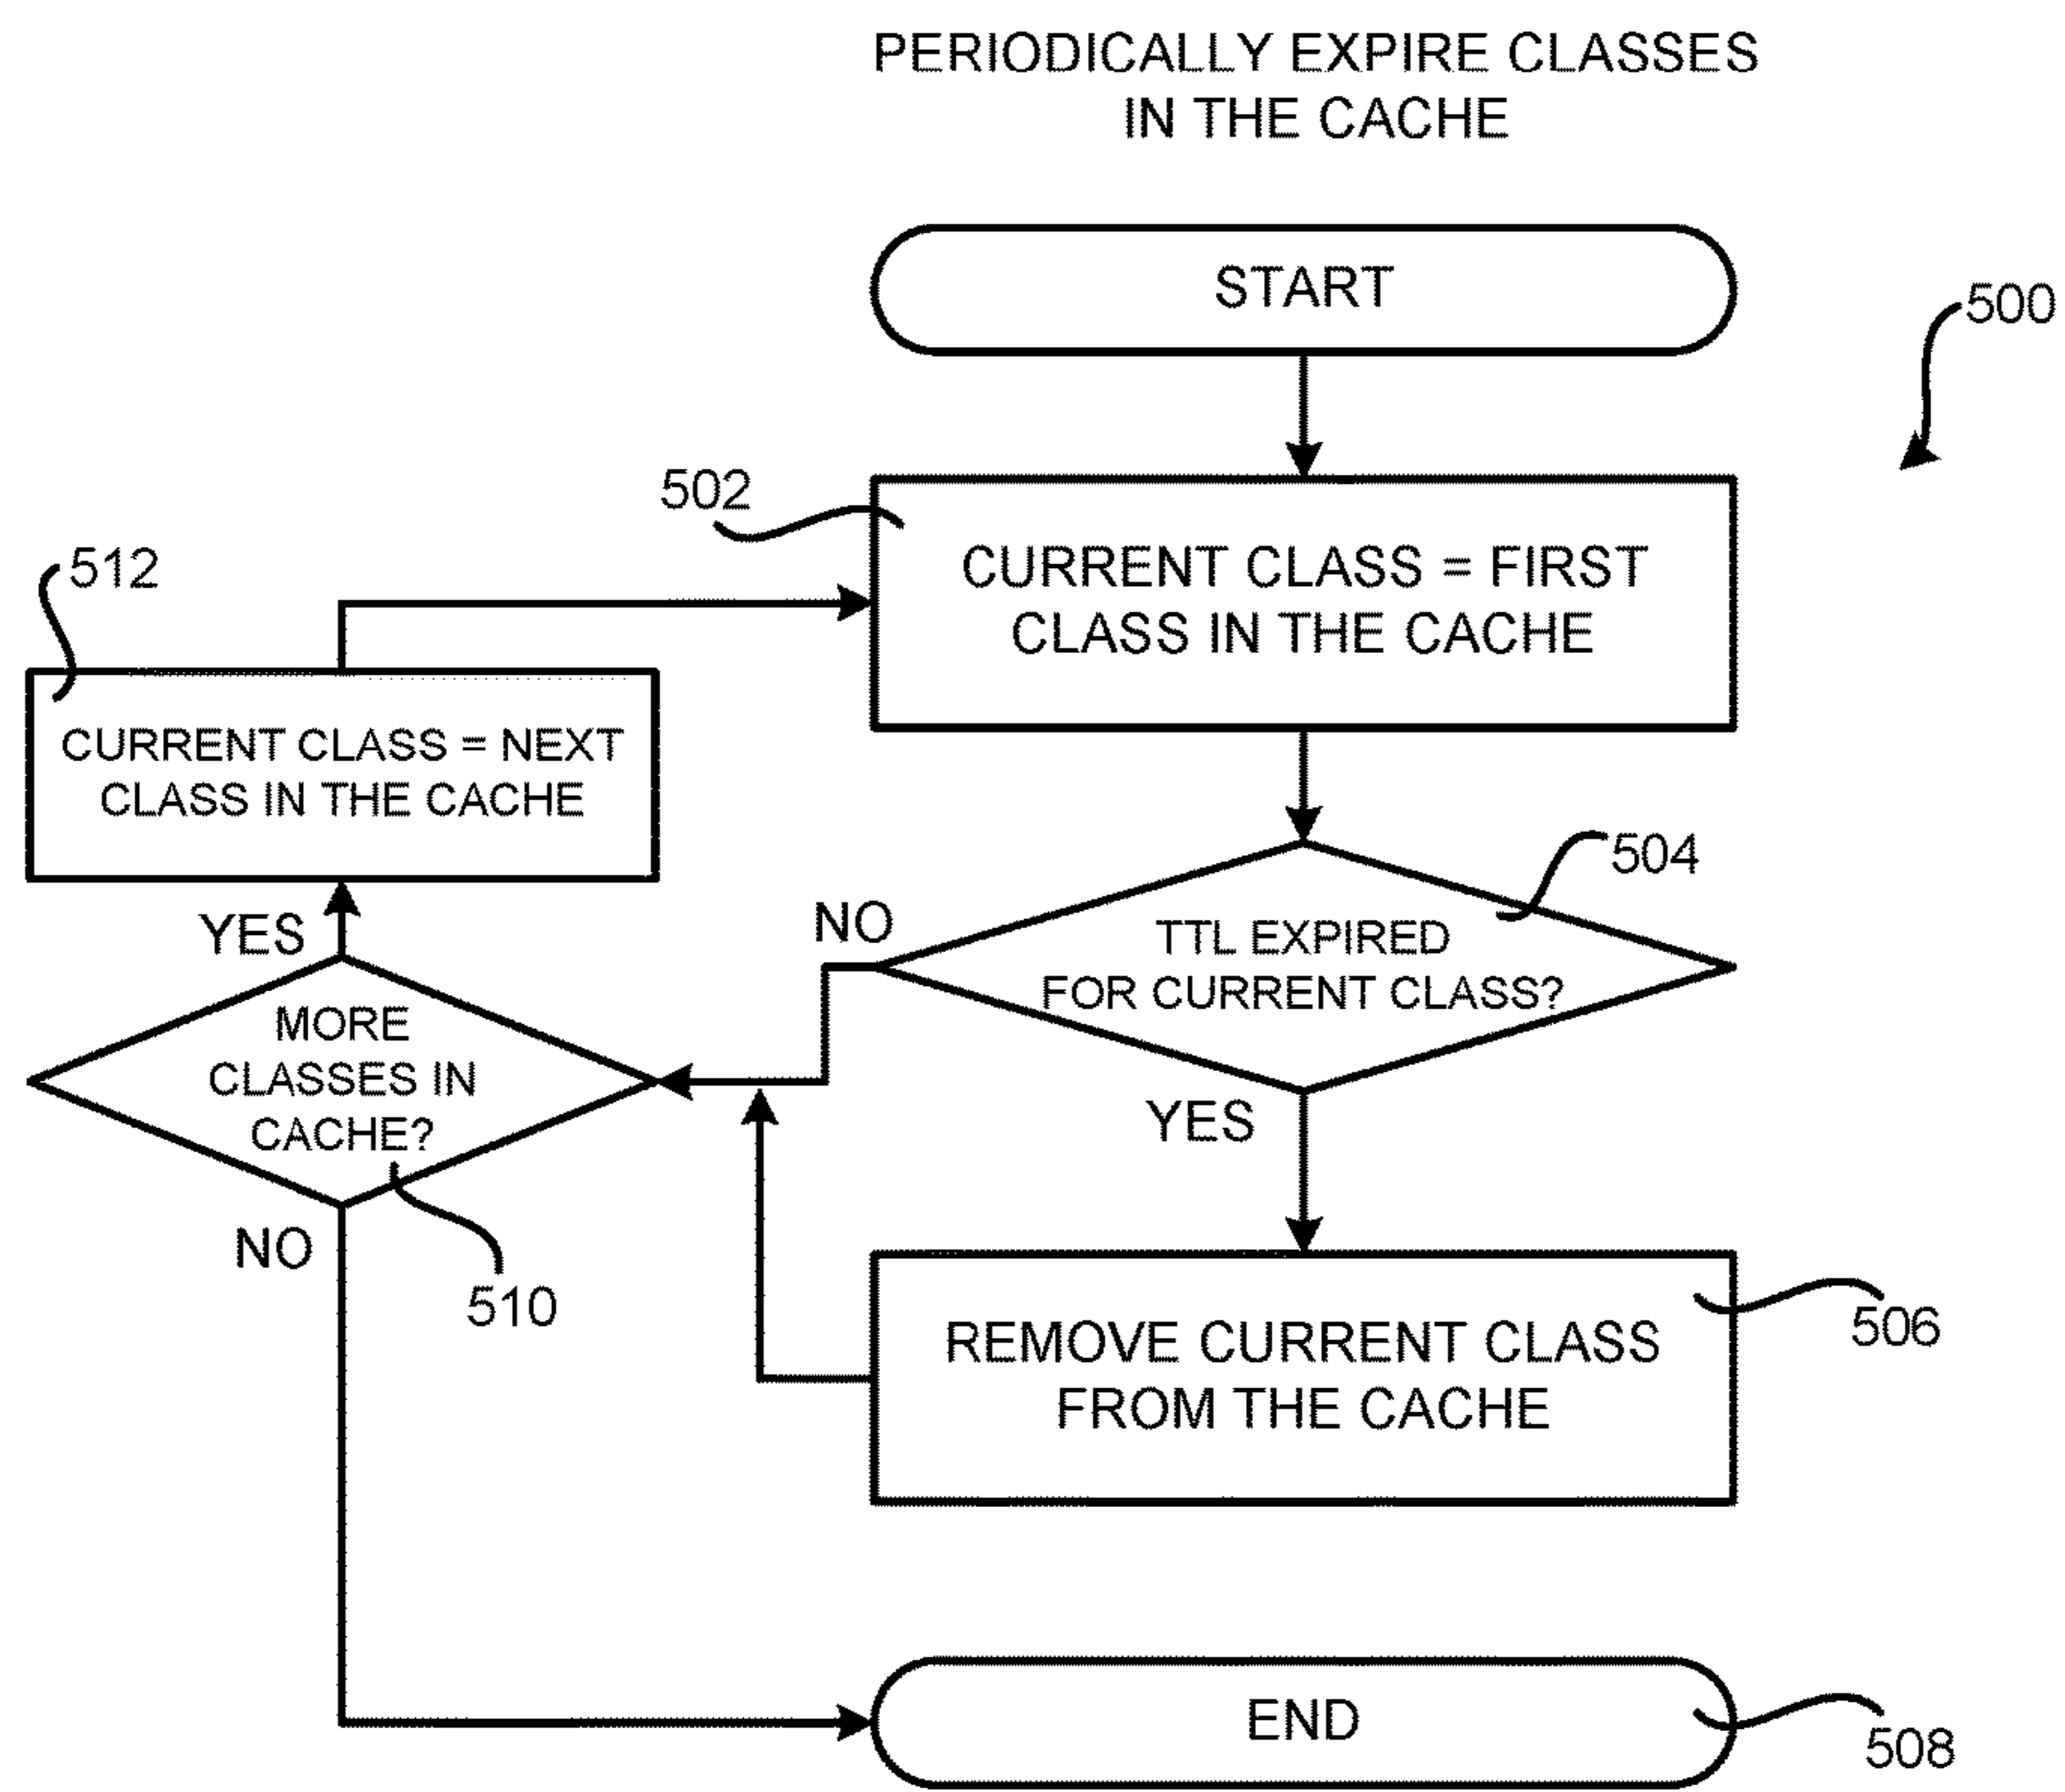 PERIODICALLY EXPIRE CLASSES
IN THE CACHE
START
500
502
CURRENT CLASS = FIRST
CLASS IN THE CACHE
512
CURRENT CLASS = NEXT
CLASS IN THE CACHE
504
TTL EXPIRED
FOR CURRENT CLASS?
NO
YES
YES
MORE
CLASSES IN
CACHE?
NO
510
506
REMOVE CURRENT CLASS
FROM THE CACHE
END
508